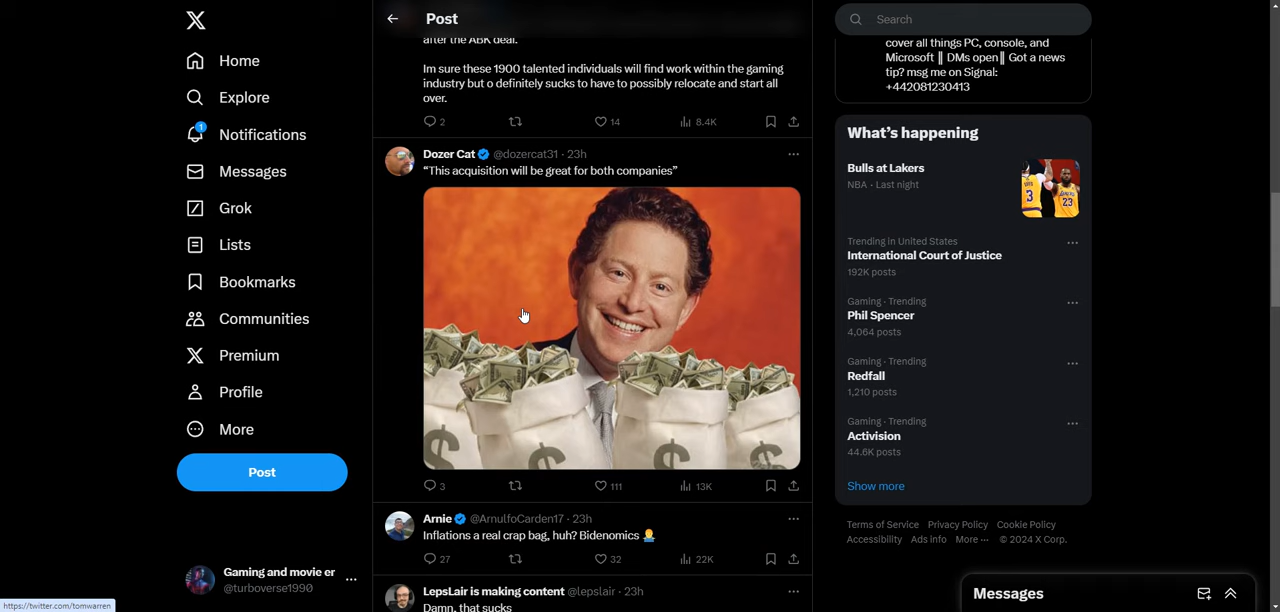 Home
Explore
1
Notifications
Messages
Grok
Lists
Bookmarks
Communities
Premium
Profile
More
Post
Gaming and movie er
@turboverse1990
https://twitter.com/tomwarren
Post
after the ABK deal.
Im sure these 1900 talented individuals will find work within the gaming
industry but o definitely sucks to have to possibly relocate and start all
over.
2 14 8.4K
Dozer Cat @dozercat31 · 23h
“This acquisition will be great for both companies”
$ $ $
3 111 13K
Arnie @ArnulfoCarden17 · 23h
Inflations a real crap bag, huh? Bidenomics
27 32 22K
LepsLair is making content @lepslair · 23h
Damn, that sucks
Search
cover all things PC, console, and
Microsoft || DMs open|| Got a news
tip? msg me on Signal:
+442081230413
What’s happening
Bulls at Lakers
NBA · Last night
3 23
Trending in United States
International Court of Justice
192K posts
Gaming · Trending
Phil Spencer
4,064 posts
Gaming · Trending
Redfall
1,210 posts
Gaming · Trending
Activision
44.6K posts
Show more
Terms of Service Privacy Policy Cookie Policy
Accessibility Ads info More ··· © 2024 X Corp.
Messages